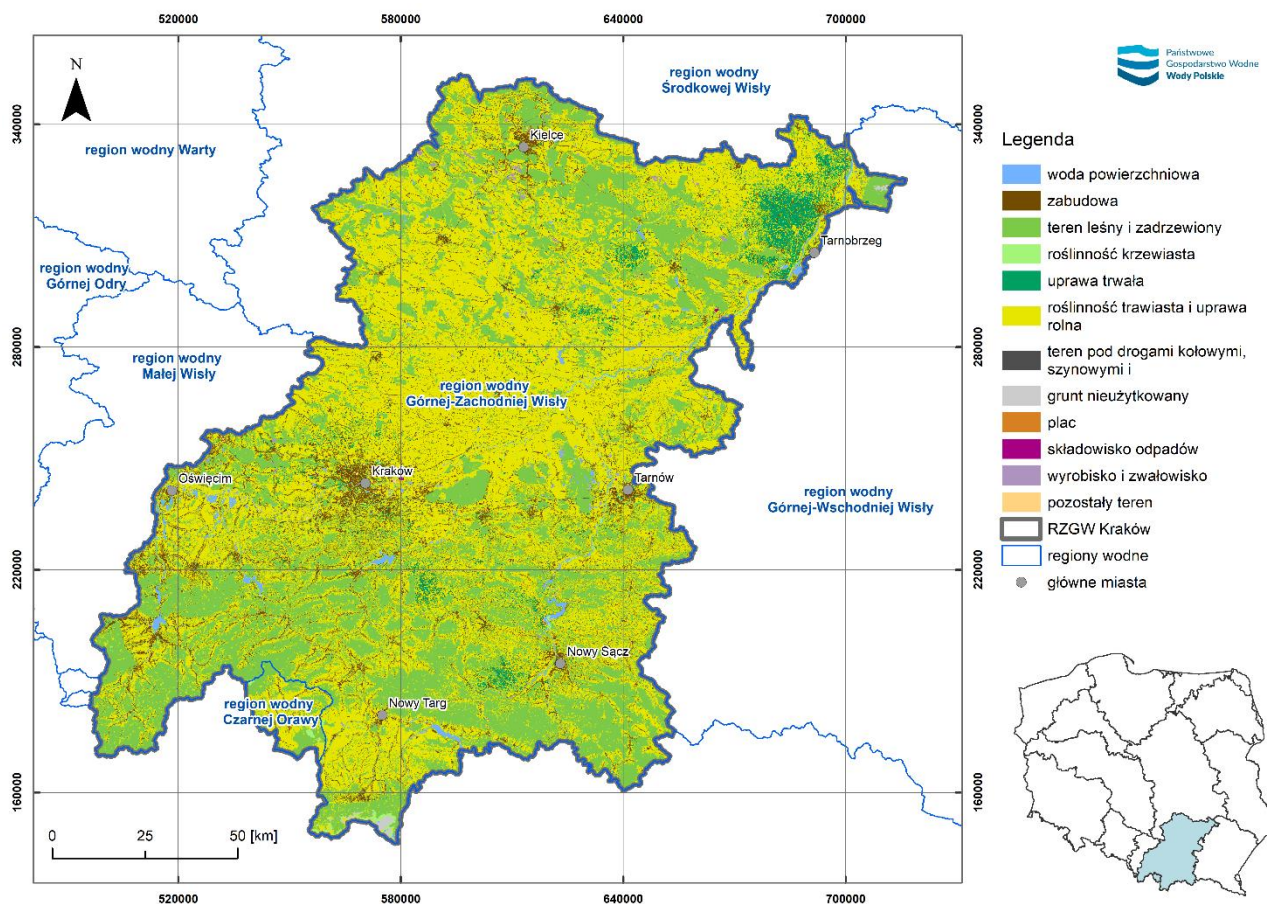 520000
580000
640000
700000
N
340000
280000
220000
160000
340000
280000
220000
160000
region wodny
Środkowej Wisły
region wodny Warty
Kielce
Tarnobrzeg
region wodny
Górnej Odry
region wodny
Małej Wisły
region wodny
Górnej-Zachodniej Wisły
Oświęcim
Kraków
Tarnów
region wodny
Górnej-Wschodniej Wisły
Nowy Sącz
region wodny
Czarnej Orawy
Nowy Targ
0
25
50 [km]
520000
580000
640000
700000
Państwowe
Gospodarstwo Wodne
Wody Polskie
Legenda
woda powierzchniowa
zabudowa
teren leśny i zadrzewiony
roślinność krzewiasta
uprawa trwała
roślinność trawiasta i uprawa
rolna
teren pod drogami kołowymi,
szynowymi i
grunt nieużytkowany
plac
składowisko odpadów
wyrobisko i zwałowisko
pozostały teren
RZGW Kraków
regiony wodne
główne miasta